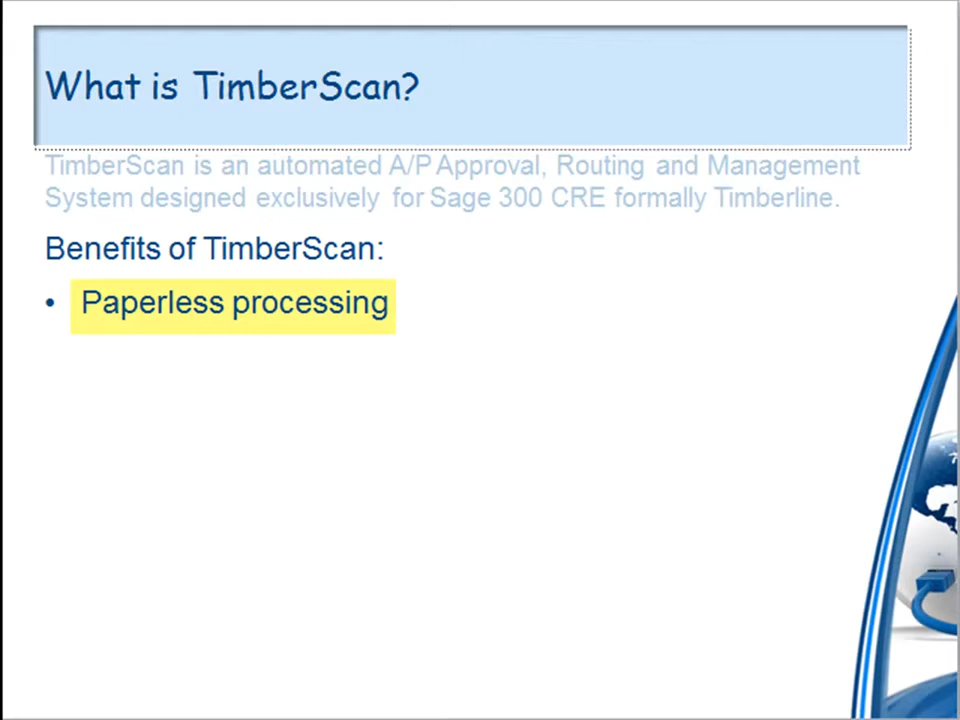 What is TimberScan?
TimberScan is an automated A/P Approval, Routing and Management
System designed exclusively for Sage 300 CRE formally Timberline.
Benefits of TimberScan:
• Paperless processing